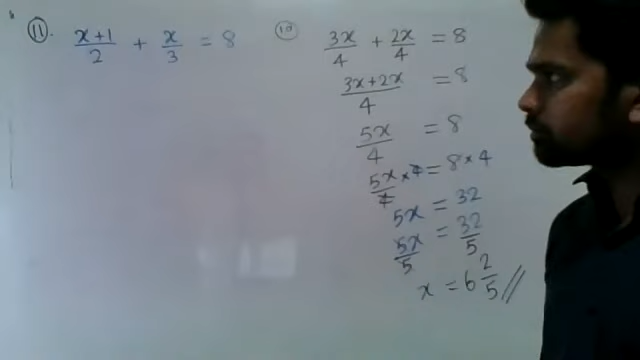 (11). (x+1)/2 + x/3 = 8
(10) 3x/4 + 2x/4 = 8
(3x+2x)/4 = 8
5x/4 = 8
5x/4 × 4 = 8 × 4
5x = 32
5x/5 = 32/5
x = 6 2/5 //